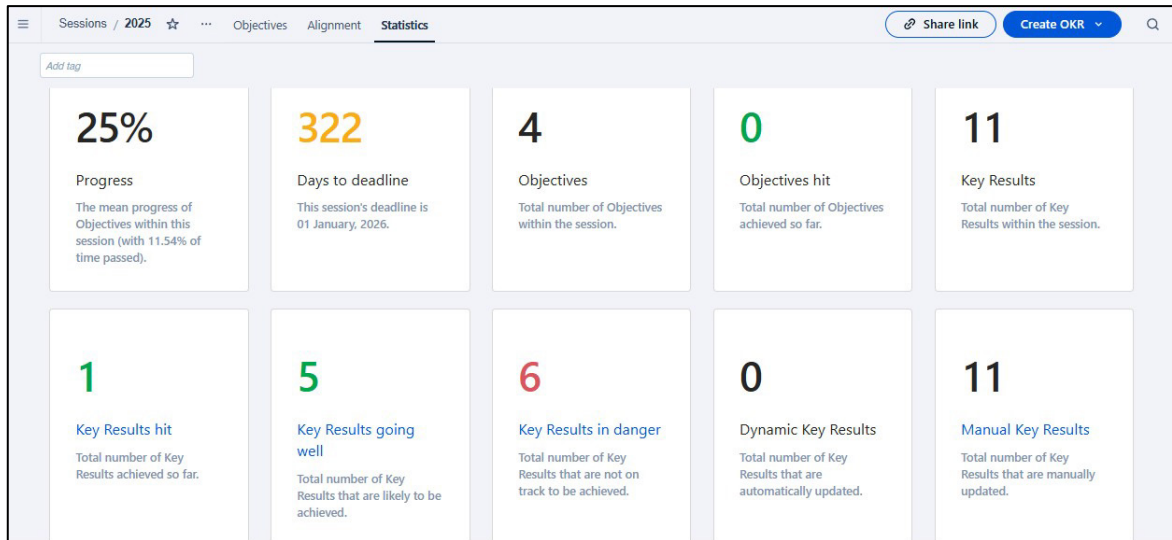 Sessions / 2025 ... Objectives Alignment Statistics Share link Create OKR
Add tag
25%
Progress
The mean progress of
Objectives within this
session (with 11.54% of
time passed).
322
Days to deadline
This session's deadline is
01 January, 2026.
4
Objectives
Total number of Objectives
within the session.
0
Objectives hit
Total number of Objectives
achieved so far.
11
Key Results
Total number of Key
Results within the session.
1
Key Results hit
Total number of Key
Results achieved so far.
5
Key Results going
well
Total number of Key
Results that are likely to be
achieved.
6
Key Results in danger
Total number of Key
Results that are not on
track to be achieved.
0
Dynamic Key Results
Total number of Key
Results that are
automatically updated.
11
Manual Key Results
Total number of Key
Results that are manually
updated.